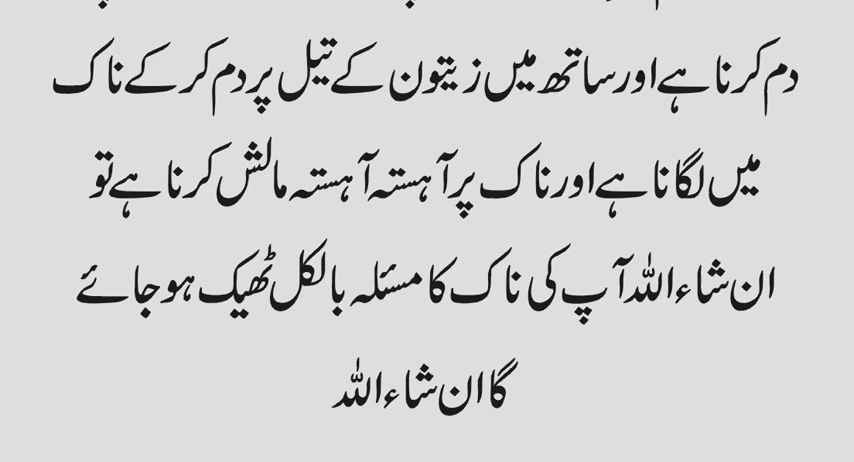 دم کرنا ہے اور ساتھ میں زیتون کے تیل پر دم کر کے ناک
میں لگانا ہے اور ناک پر آہستہ آہستہ مالش کرنا ہے تو
ان شاء اللہ آپ کی ناک کا مسئلہ بالکل ٹھیک ہو جائے
گا ان شاء اللہ